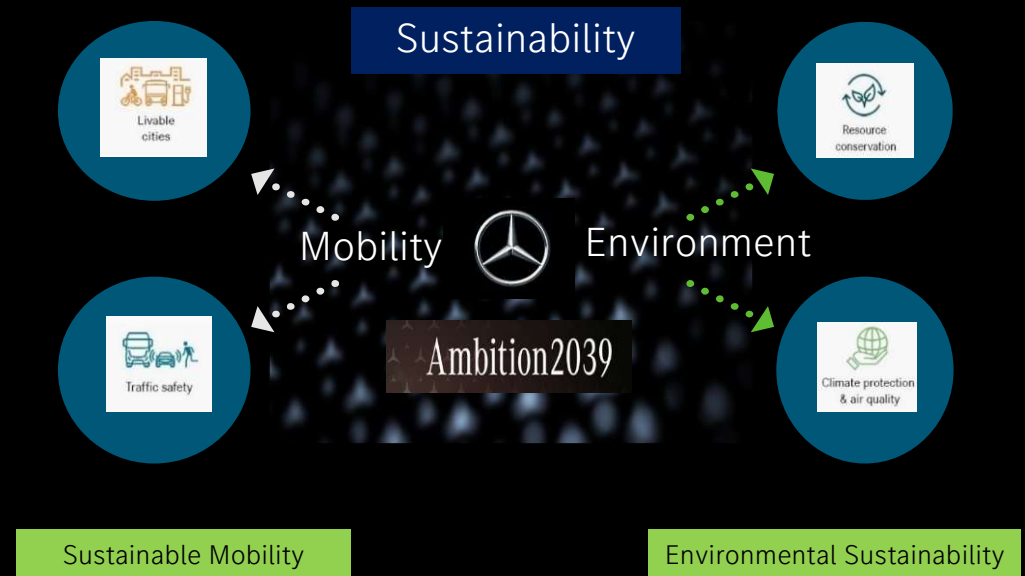 Sustainability
Livable
cities
Resource
conservation
Mobility
Environment
Traffic safety
Ambition2039
Climate protection
& air quality
Sustainable Mobility
Environmental Sustainability